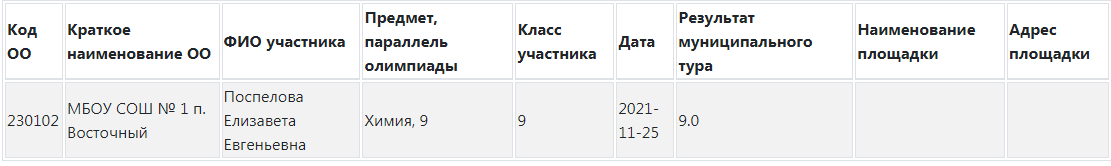 Код ОО
Краткое наименование ОО
ФИО участника
Предмет, параллель олимпиады
Класс участника
Дата
Результат муниципального тура
Наименование площадки
Адрес площадки
230102
МБОУ СОШ № 1 п. Восточный
Поспелова Елизавета Евгеньевна
Химия, 9
9
2021-11-25
9.0